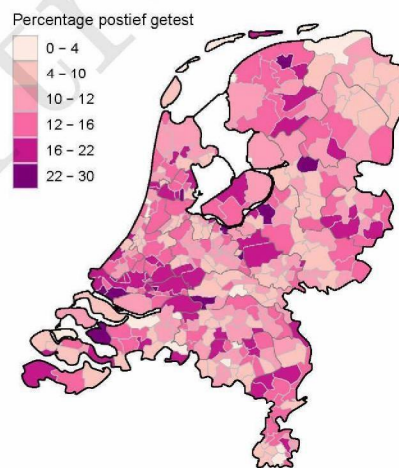 Percentage postief getest
0 – 4
4 – 10
10 – 12
12 – 16
16 – 22
22 – 30